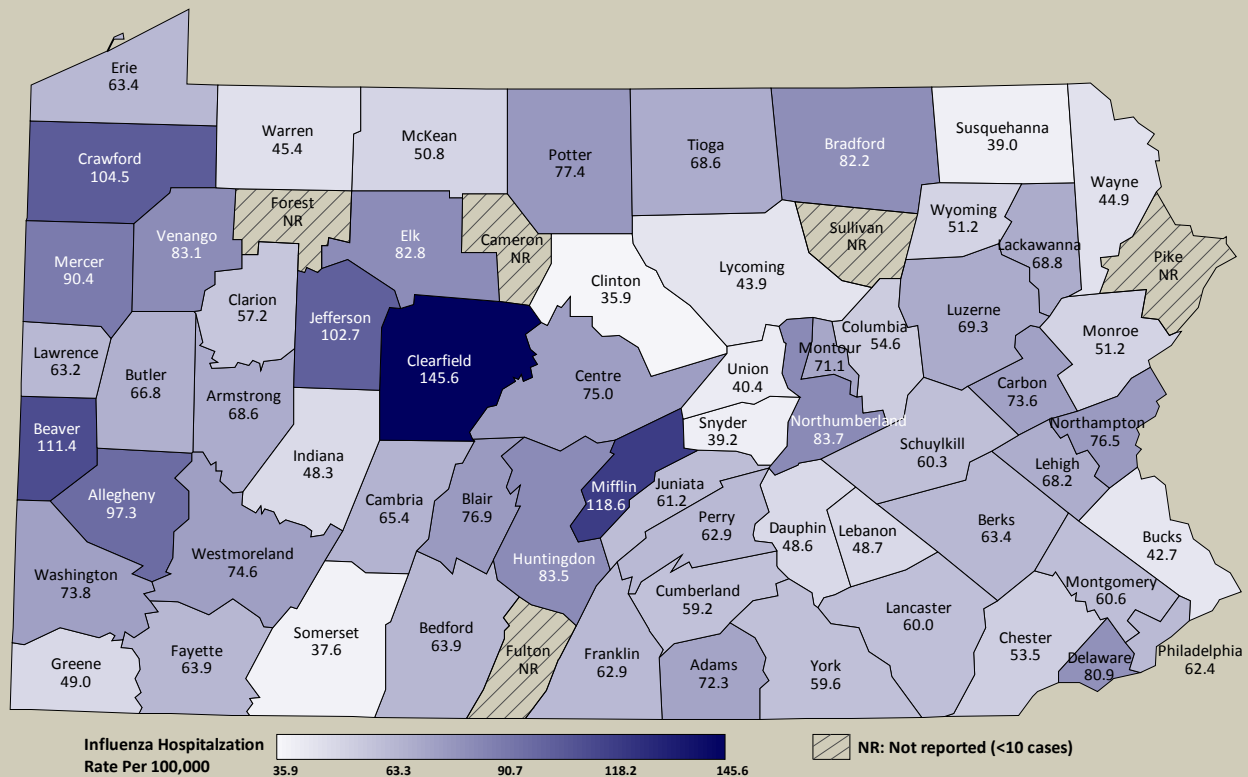 Erie
63.4
Warren
45.4
McKean
50.8
Potter
77.4
Tioga
68.6
Bradford
82.2
Susquehanna
39.0
Wayne
44.9
Crawford
104.5
Forest
NR
Cameron
NR
Sullivan
NR
Wyoming
51.2
Lackawanna
68.8
Pike
NR
Mercer
90.4
Venango
83.1
Elk
82.8
Clinton
35.9
Lycoming
43.9
Clarion
57.2
Jefferson
102.7
Clearfield
145.6
Columbia
54.6
Luzerne
69.3
Monroe
51.2
Lawrence
63.2
Butler
66.8
Armstrong
68.6
Centre
75.0
Union
40.4
Montour
71.1
Carbon
73.6
Beaver
111.4
Indiana
48.3
Snyder
39.2
Northumberland
83.7
Schuylkill
60.3
Northampton
76.5
Lehigh
68.2
Allegheny
97.3
Cambria
65.4
Blair
76.9
Mifflin
118.6
Juniata
61.2
Perry
62.9
Dauphin
48.6
Lebanon
48.7
Berks
63.4
Bucks
42.7
Washington
73.8
Westmoreland
74.6
Huntingdon
83.5
Cumberland
59.2
Lancaster
60.0
Montgomery
60.6
Greene
49.0
Fayette
63.9
Somerset
37.6
Bedford
63.9
Fulton
NR
Franklin
62.9
Adams
72.3
York
59.6
Chester
53.5
Delaware
80.9
Philadelphia
62.4
Influenza Hospitalzation
Rate Per 100,000
35.9 63.3 90.7 118.2 145.6
NR: Not reported (<10 cases)